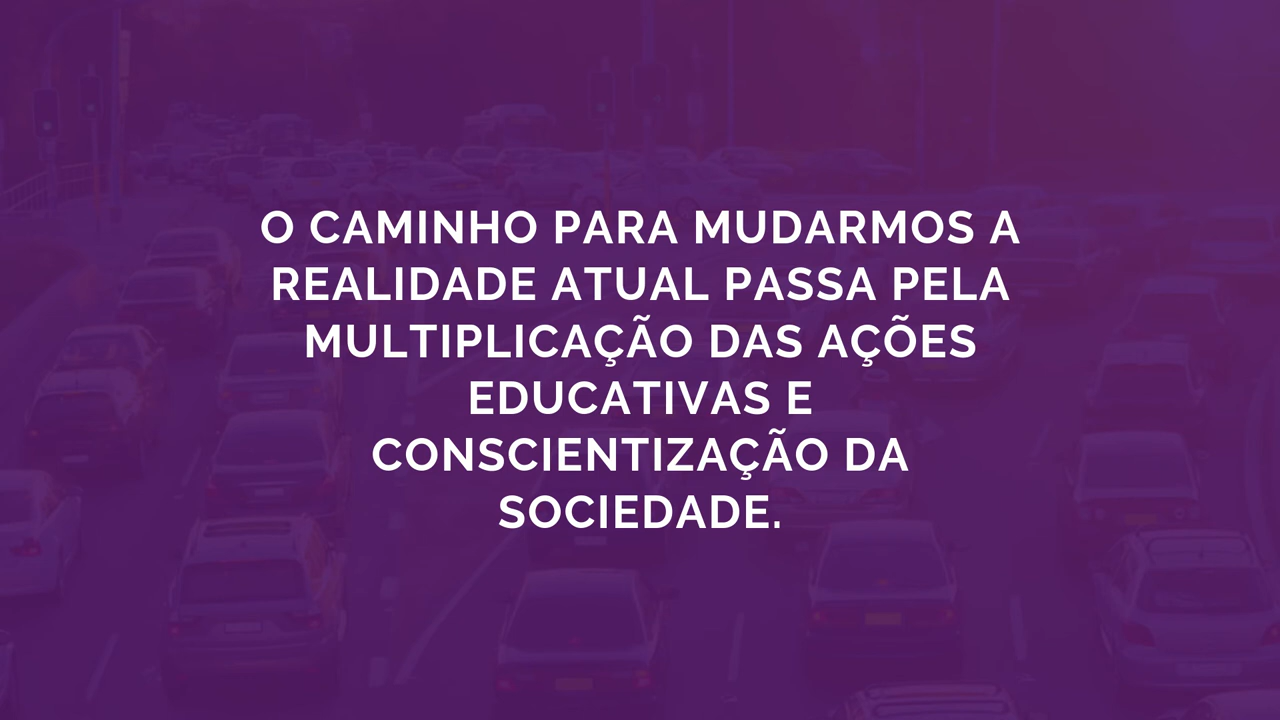 O CAMINHO PARA MUDARMOS A
REALIDADE ATUAL PASSA PELA
MULTIPLICAÇÃO DAS AÇÕES
EDUCATIVAS E
CONSCIENTIZAÇÃO DA
SOCIEDADE.